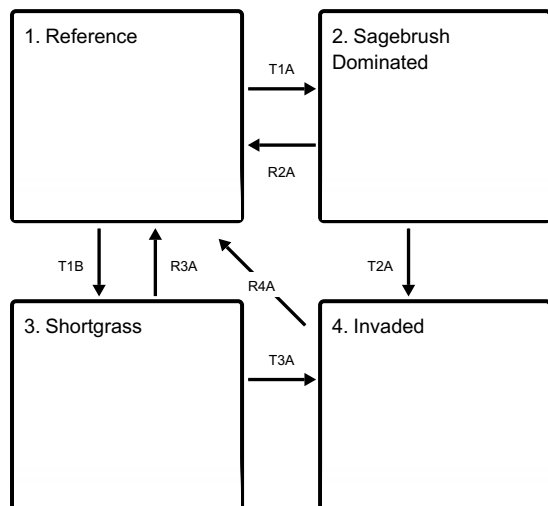 1. Reference
2. Sagebrush
Dominated
T1A
R2A
T1B
R3A
R4A
T2A
3. Shortgrass
4. Invaded
T3A